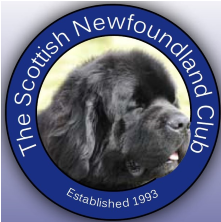 The Scottish Newfoundland Club
Established 1993